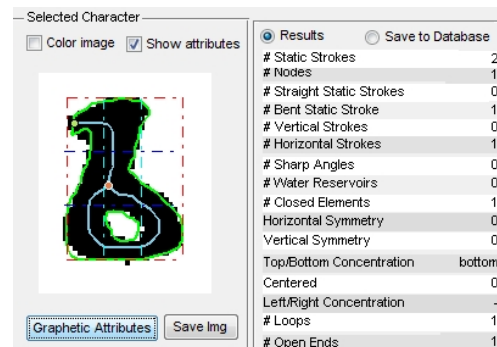 Selected Character
Color image
Show attributes
Graphetic Attributes
Save Img
Results
Save to Database
# Static Strokes 2
# Nodes 1
# Straight Static Strokes 0
# Bent Static Stroke 1
# Vertical Strokes 0
# Horizontal Strokes 1
# Sharp Angles 0
# Water Reservoirs 0
# Closed Elements 1
Horizontal Symmetry 0
Vertical Symmetry 0
Top/Bottom Concentration bottom
Centered 0
Left/Right Concentration -
# Loops 1
# Open Ends 1